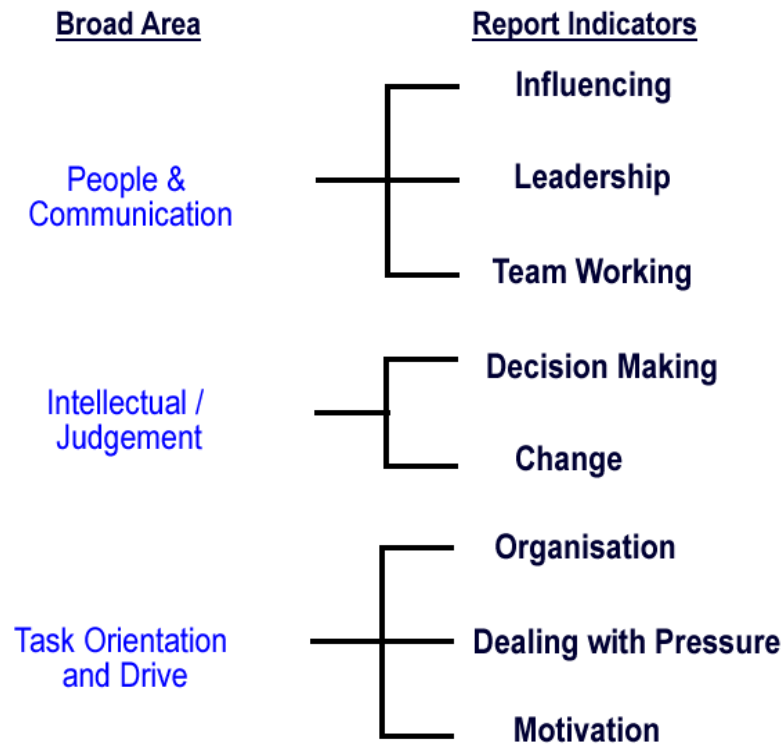 Broad Area
Report Indicators
People &
Communication
Influencing
Leadership
Team Working
Intellectual /
Judgement
Decision Making
Change
Task Orientation
and Drive
Organisation
Dealing with Pressure
Motivation